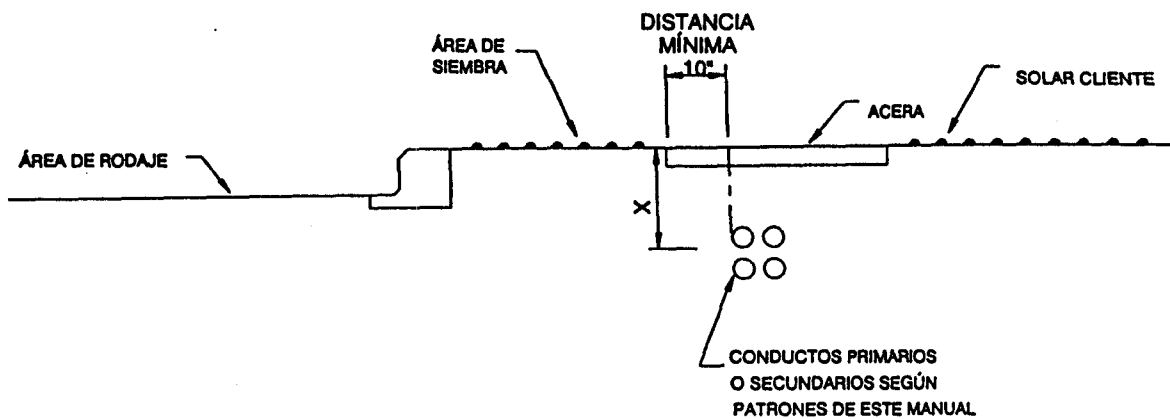 DISTANCIA
MÍNIMA
10"
ÁREA DE
SIEMBRA
SOLAR CLIENTE
ACERA
ÁREA DE RODAJE
X
CONDUCTOS PRIMARIOS
O SECUNDARIOS SEGÚN
PATRONES DE ESTE MANUAL